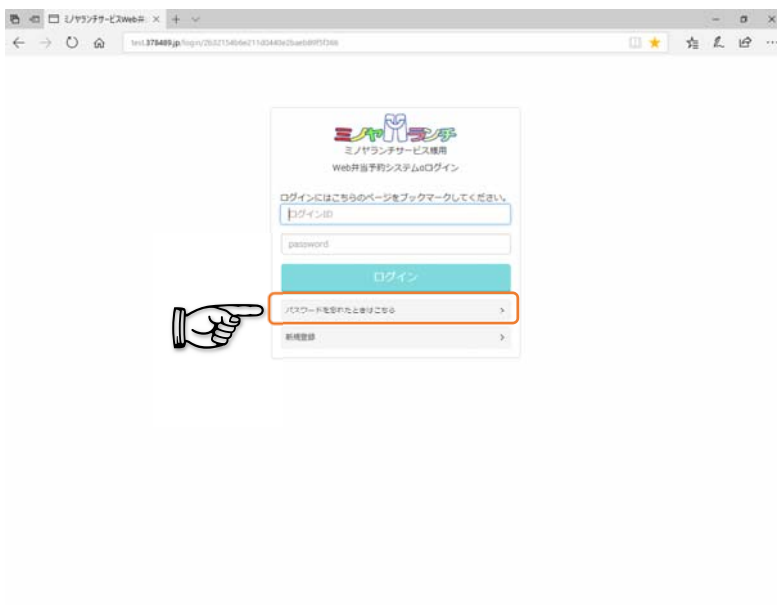 ミノヤランチサービスWeb弁
ミノヤランチ
ミノヤランチサービス様用
Web弁当予約システムoログイン
ログインにはこちらのページをブックマークしてください。
ログインID
password
ログイン
パスワードを忘れたときはこちら
新規登録